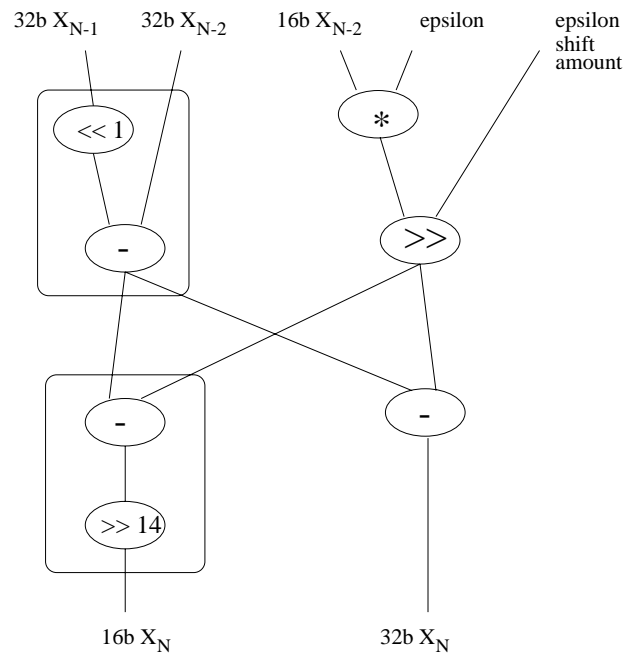 32b X_{N-1} 32b X_{N-2} 16b X_{N-2} epsilon epsilon
shift
amount
<< 1 *
- >>
- -
>> 14
16b X_N 32b X_N